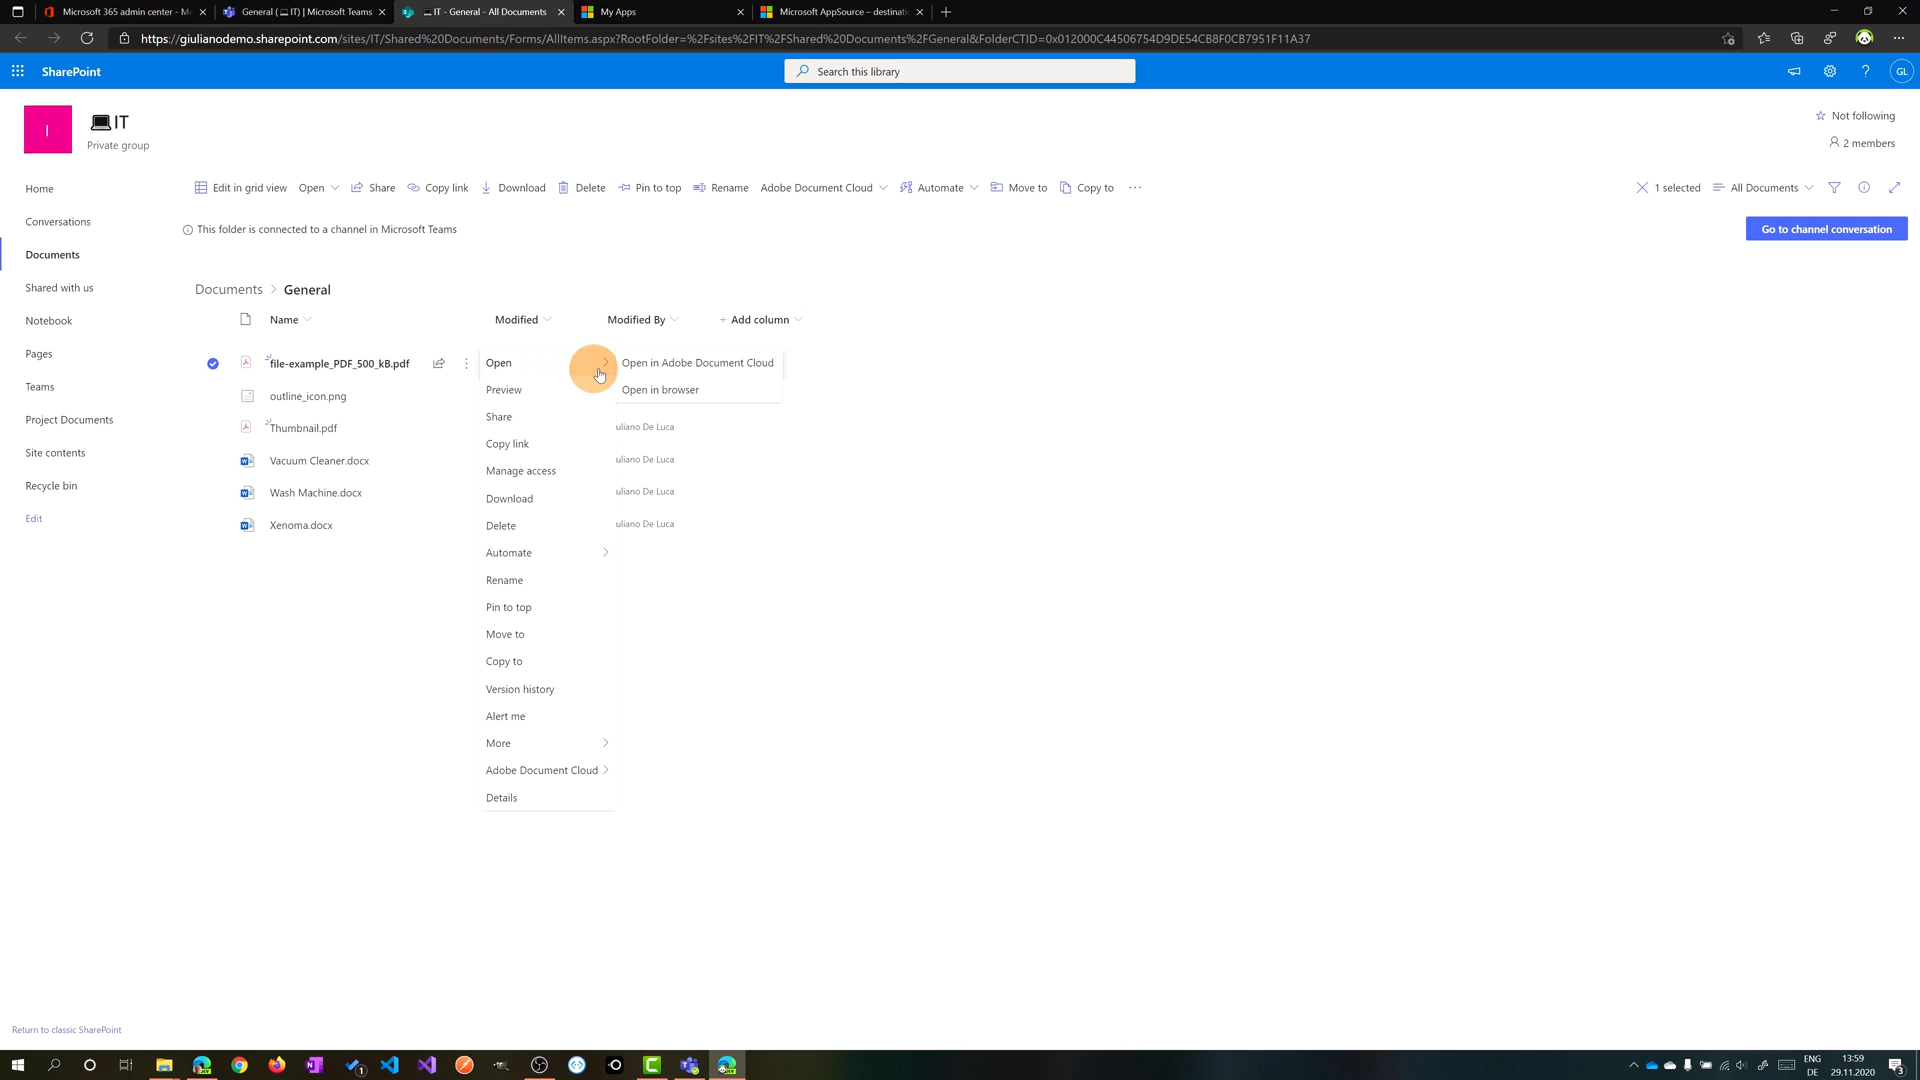 Microsoft 365 admin center - M
General (💻IT) | Microsoft Teams
💻IT - General - All Documents
My Apps
Microsoft AppSource – destinati
https://giulianodemo.sharepoint.com/sites/IT/Shared%20Documents/Forms/AllItems.aspx?RootFolder=%2Fsites%2FIT%2FShared%20Documents%2FGeneral&FolderCTID=0x012000C44506754D9DE54CB8F0CB7951F11A37
SharePoint
Search this library
GL
I
💻IT
Private group
Not following
2 members
Home
Conversations
Documents
Shared with us
Notebook
Pages
Teams
Project Documents
Site contents
Recycle bin
Edit
Edit in grid view Open Share Copy link Download Delete Pin to top Rename Adobe Document Cloud Automate Move to Copy to ···
1 selected All Documents
This folder is connected to a channel in Microsoft Teams
Go to channel conversation
Documents > General
Name Modified Modified By + Add column
file-example_PDF_500_kB.pdf
outline_icon.png
Thumbnail.pdf
Vacuum Cleaner.docx
Wash Machine.docx
Xenoma.docx
Open
Preview
Share
Copy link
Manage access
Download
Delete
Automate
Rename
Pin to top
Move to
Copy to
Version history
Alert me
More
Adobe Document Cloud
Details
Open in Adobe Document Cloud
Open in browser
uliano De Luca
uliano De Luca
uliano De Luca
uliano De Luca
Return to classic SharePoint
1
ENG
DE
13:59
29.11.2020
3